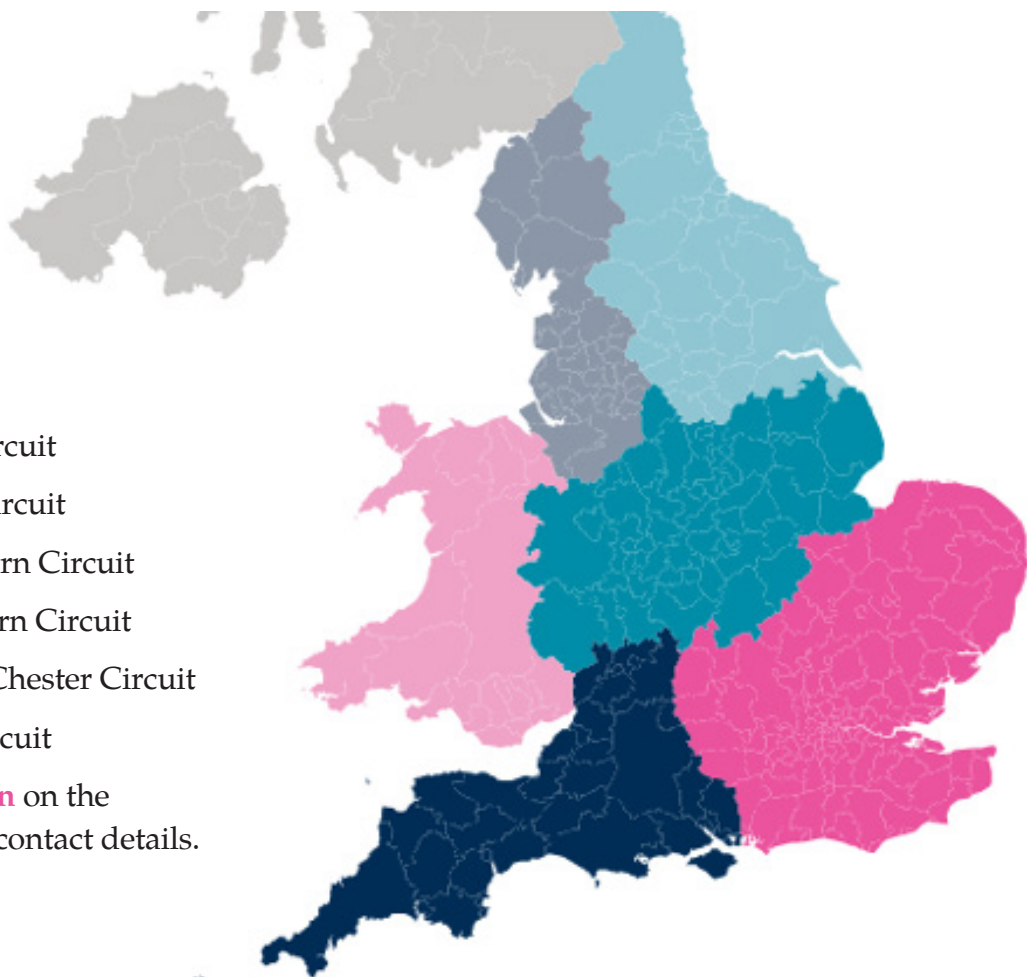 rcuit
ircuit
rn Circuit
rn Circuit
Chester Circuit
cuit
n on the
contact details.